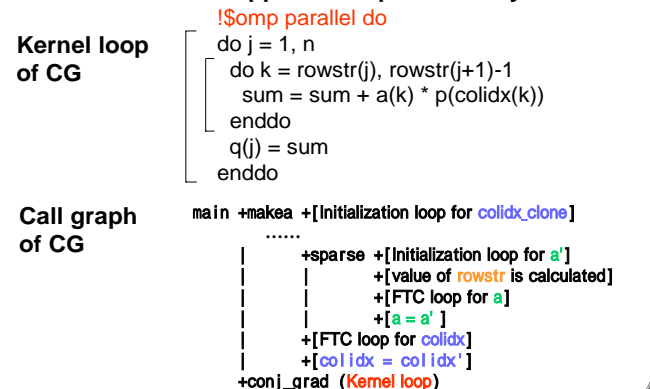 !$omp parallel do
Kernel loop
of CG
do j = 1, n
do k = rowstr(j), rowstr(j+1)-1
sum = sum + a(k) * p(colidx(k))
enddo
q(j) = sum
enddo
Call graph
of CG
main +makea +[Initialization loop for colidx_clone]
......
| +sparse +[Initialization loop for a']
| | +[value of rowstr is calculated]
| | +[FTC loop for a]
| | +[a = a' ]
| +[FTC loop for colidx]
| +[colidx = colidx']
+conj_grad (Kernel loop)